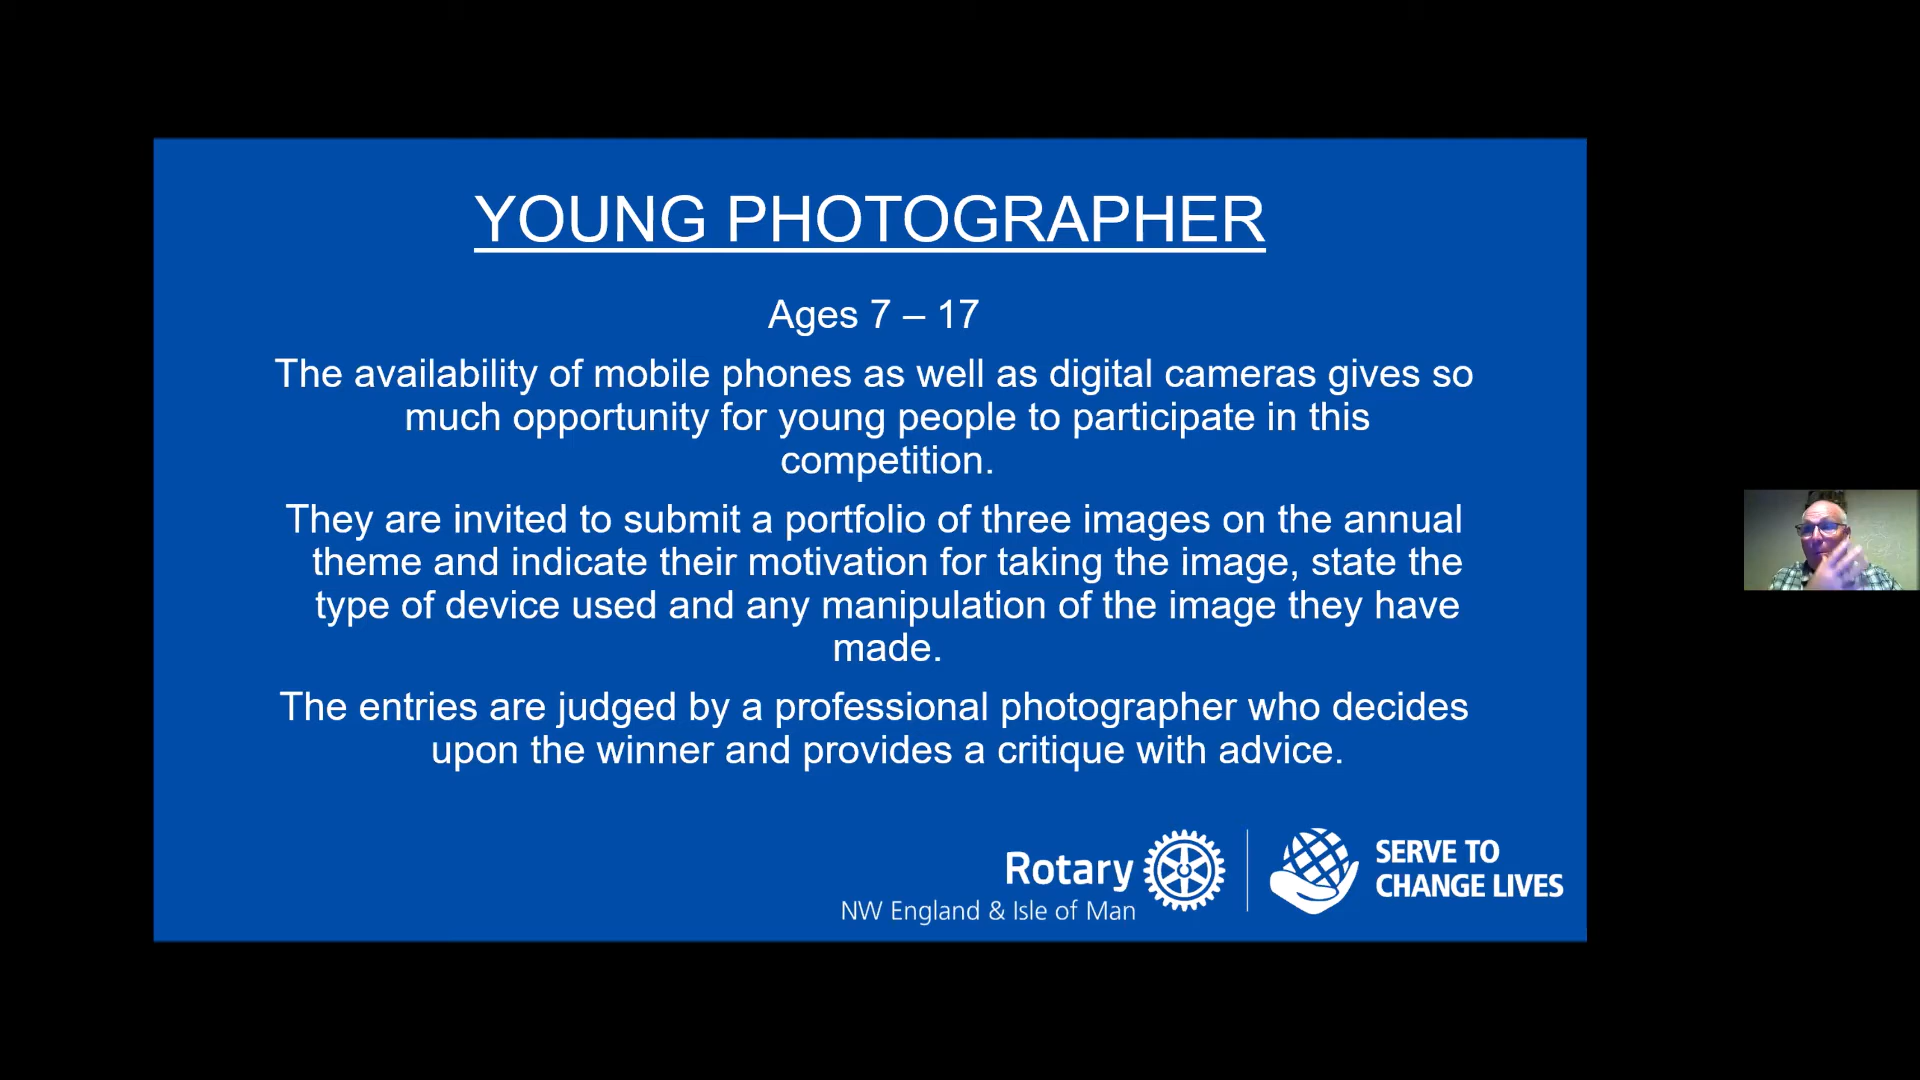 YOUNG PHOTOGRAPHER
Ages 7 – 17
The availability of mobile phones as well as digital cameras gives so
much opportunity for young people to participate in this
competition.
They are invited to submit a portfolio of three images on the annual
theme and indicate their motivation for taking the image, state the
type of device used and any manipulation of the image they have
made.
The entries are judged by a professional photographer who decides
upon the winner and provides a critique with advice.
Rotary
NW England & Isle of Man
SERVE TO
CHANGE LIVES